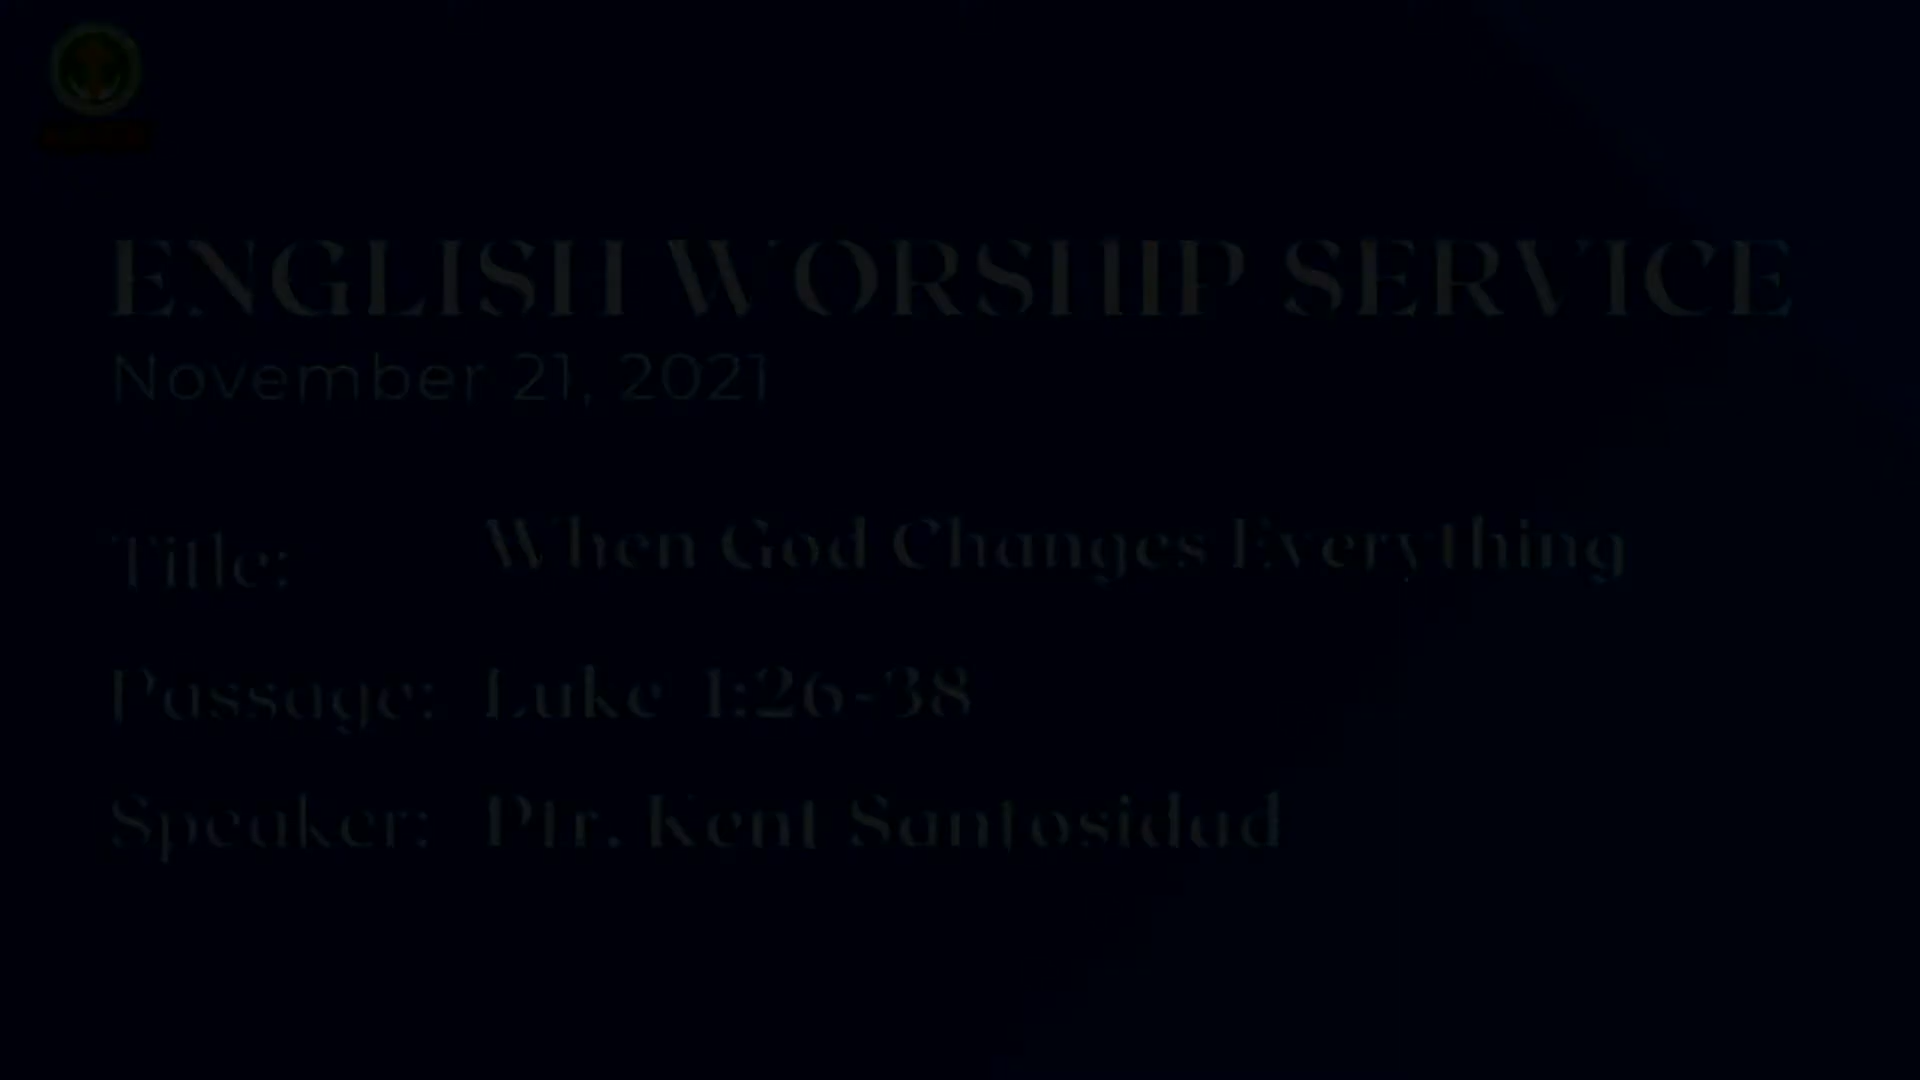 ENGLISH WORSHIP SERVICE
November 21, 2021
Title: When God Changes Everything
Passage: Luke 1:26-38
Speaker: Ptr. Kent Santosidad